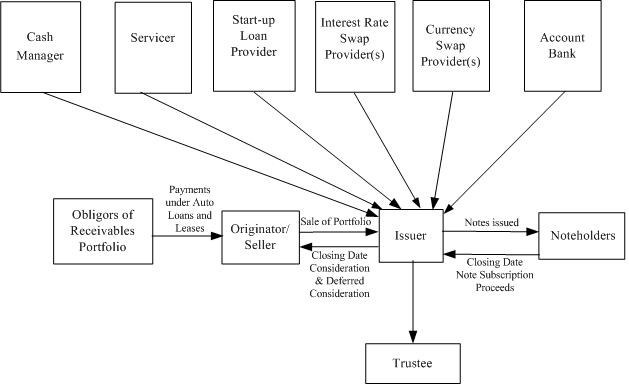 Cash
Manager
Servicer
Start-up
Loan
Provider
Interest Rate
Swap
Provider(s)
Currency
Swap
Provider(s)
Account
Bank
Obligors of
Receivables
Portfolio
Payments
under Auto
Loans and
Leases
Originator/
Seller
Sale of Portfolio
Closing Date
Consideration
& Deferred
Consideration
Issuer
Notes issued
Closing Date
Note Subscription
Proceeds
Noteholders
Trustee